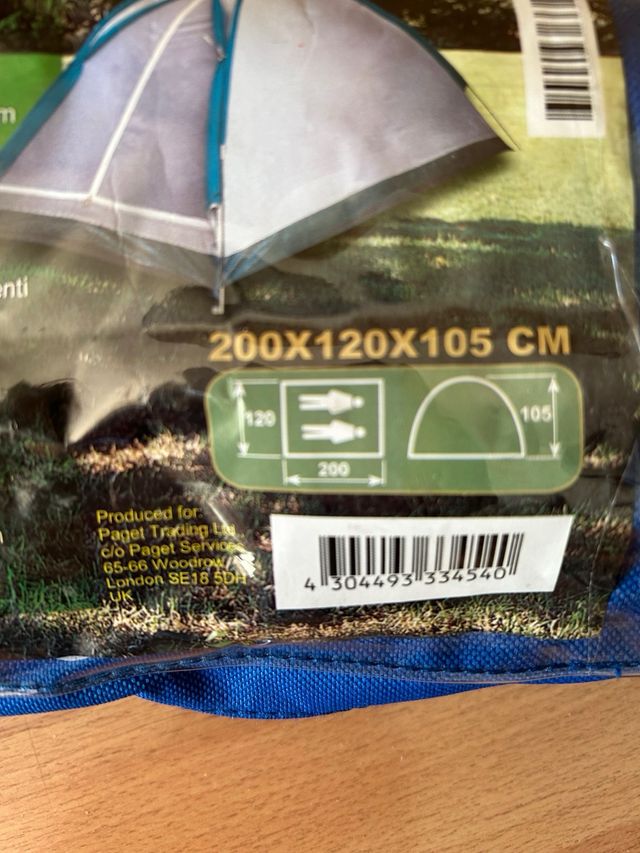 m
enti
200X120X105 CM
120
200
105
Produced for:
Paget Trading Ltd.
c/o Paget Services
65-66 Woodrow
London SE18 5DH
UK
4 304493 334540